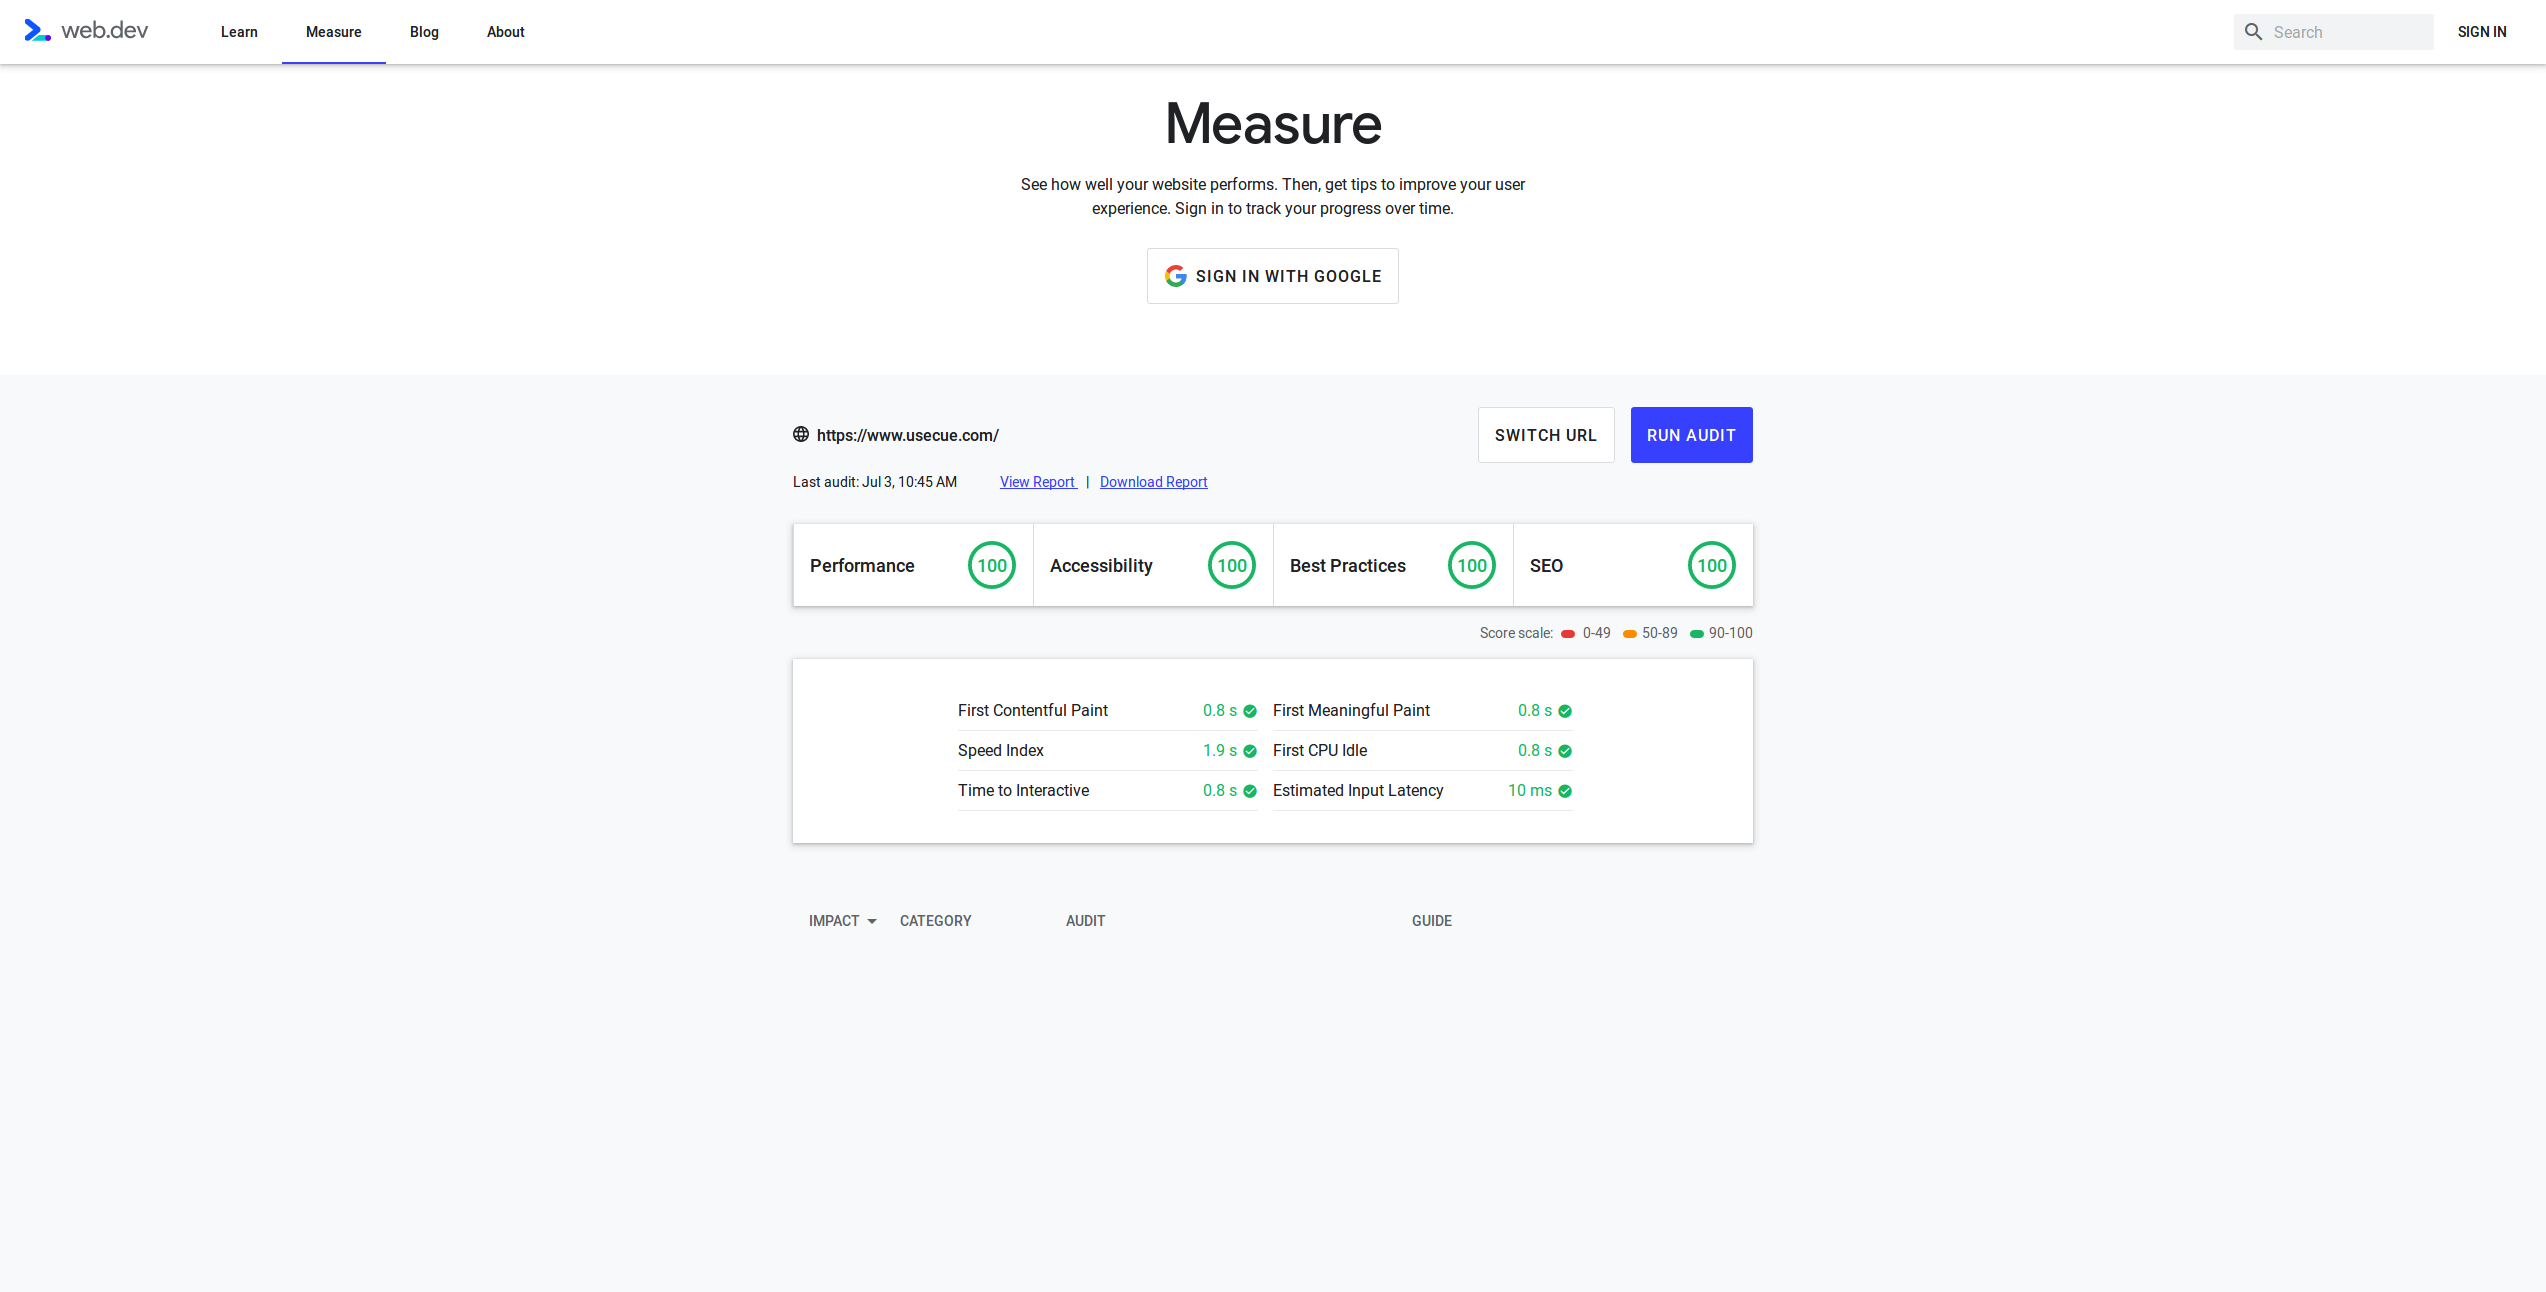 web.dev
Learn
Measure
Blog
About
Search
SIGN IN
Measure
See how well your website performs. Then, get tips to improve your user
experience. Sign in to track your progress over time.
SIGN IN WITH GOOGLE
https://www.usecue.com/
SWITCH URL
RUN AUDIT
Last audit: Jul 3, 10:45 AM
View Report | Download Report
Performance 100
Accessibility 100
Best Practices 100
SEO 100
Score scale: 0-49 50-89 90-100
First Contentful Paint 0.8 s
First Meaningful Paint 0.8 s
Speed Index 1.9 s
First CPU Idle 0.8 s
Time to Interactive 0.8 s
Estimated Input Latency 10 ms
IMPACT CATEGORY AUDIT GUIDE